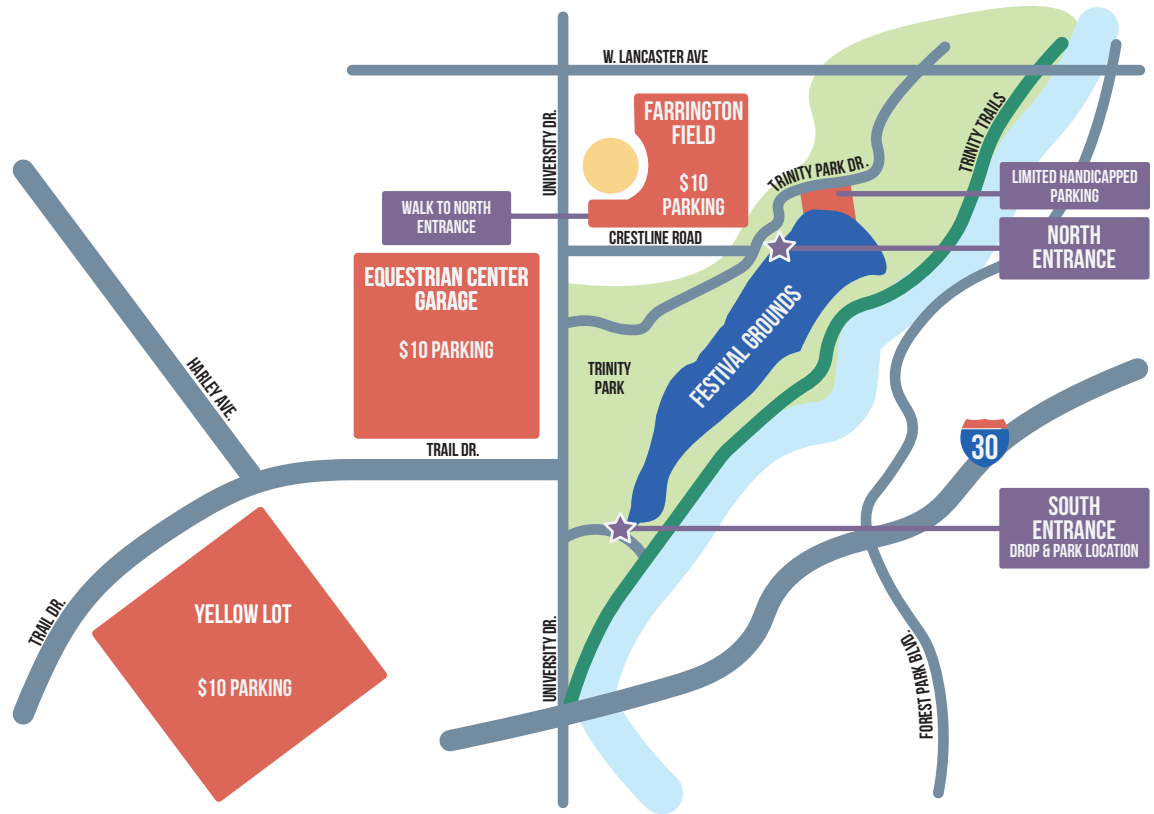 W. LANCASTER AVE
UNIVERSITY DR.
FARRINGTON
FIELD
$10
PARKING
TRINITY TRAILS
TRINITY PARK DR.
LIMITED HANDICAPPED
PARKING
WALK TO NORTH
ENTRANCE
CRESTLINE ROAD
NORTH
ENTRANCE
EQUESTRIAN CENTER
GARAGE
$10 PARKING
FESTIVAL GROUNDS
TRINITY
PARK
HARLEY AVE.
TRAIL DR.
30
SOUTH
ENTRANCE
DROP & PARK LOCATION
YELLOW LOT
$10 PARKING
TRAIL DR.
UNIVERSITY DR.
FOREST PARK BLVD.